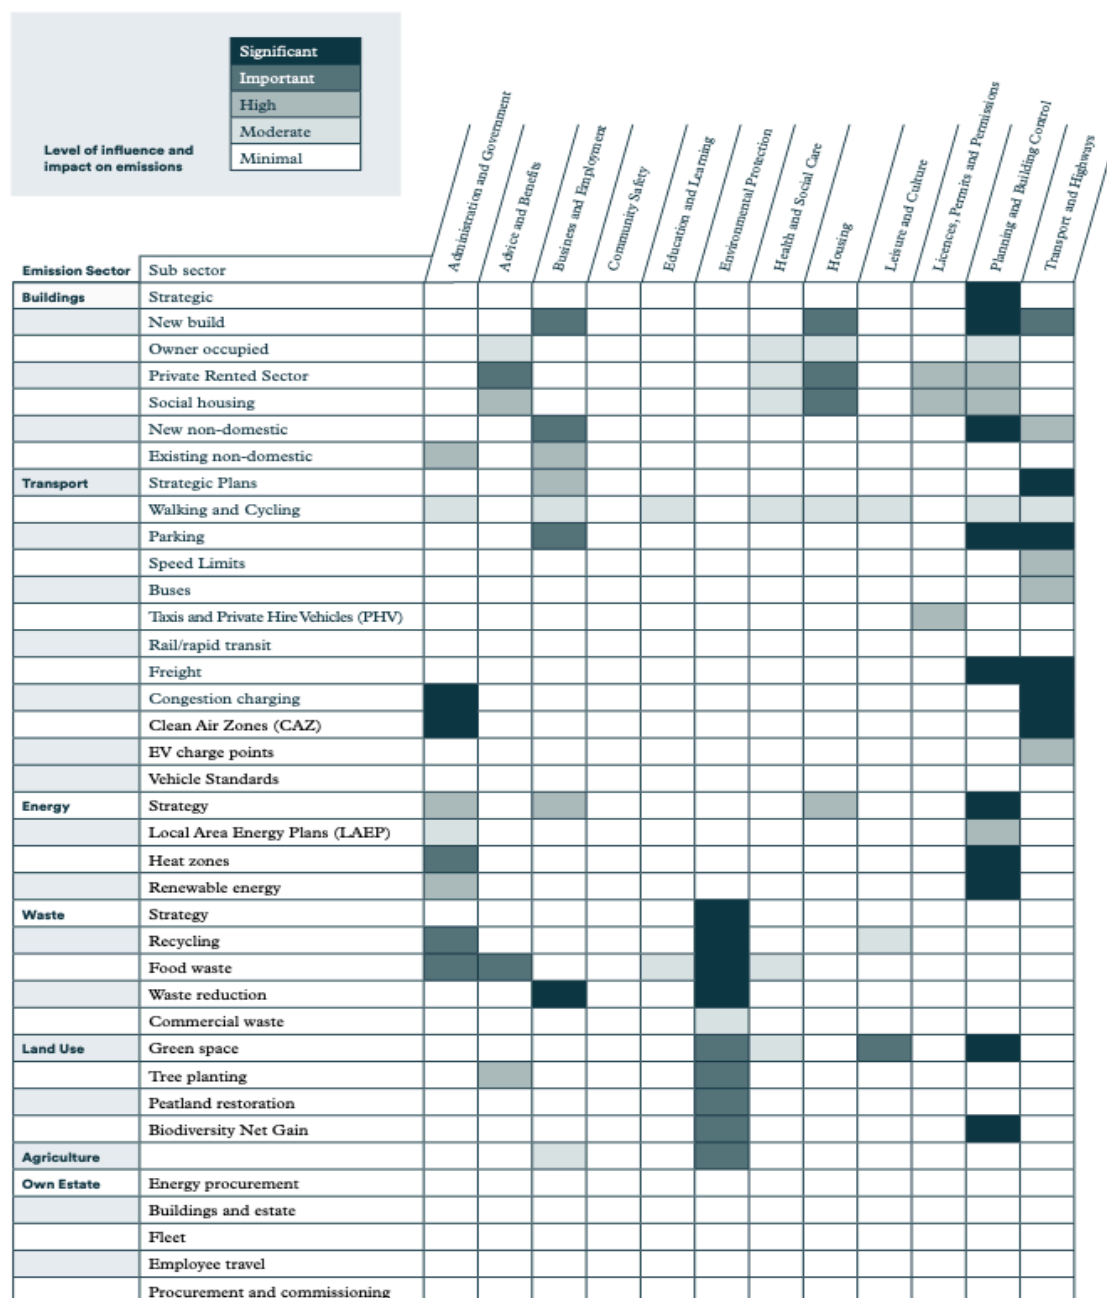 Significant
Important
High
Moderate
Minimal
Level of influence and
impact on emissions
Administration and Government
Advice and Benefits
Business and Employment
Community Safety
Education and Learning
Environmental Protection
Health and Social Care
Housing
Leisure and Culture
Licences, Permits and Permissions
Planning and Building Control
Transport and Highways
Emission Sector Sub sector
Buildings Strategic
New build
Owner occupied
Private Rented Sector
Social housing
New non-domestic
Existing non-domestic
Transport Strategic Plans
Walking and Cycling
Parking
Speed Limits
Buses
Taxis and Private Hire Vehicles (PHV)
Rail/rapid transit
Freight
Congestion charging
Clean Air Zones (CAZ)
EV charge points
Vehicle Standards
Energy Strategy
Local Area Energy Plans (LAEP)
Heat zones
Renewable energy
Waste Strategy
Recycling
Food waste
Waste reduction
Commercial waste
Land Use Green space
Tree planting
Peatland restoration
Biodiversity Net Gain
Agriculture
Own Estate Energy procurement
Buildings and estate
Fleet
Employee travel
Procurement and commissioning